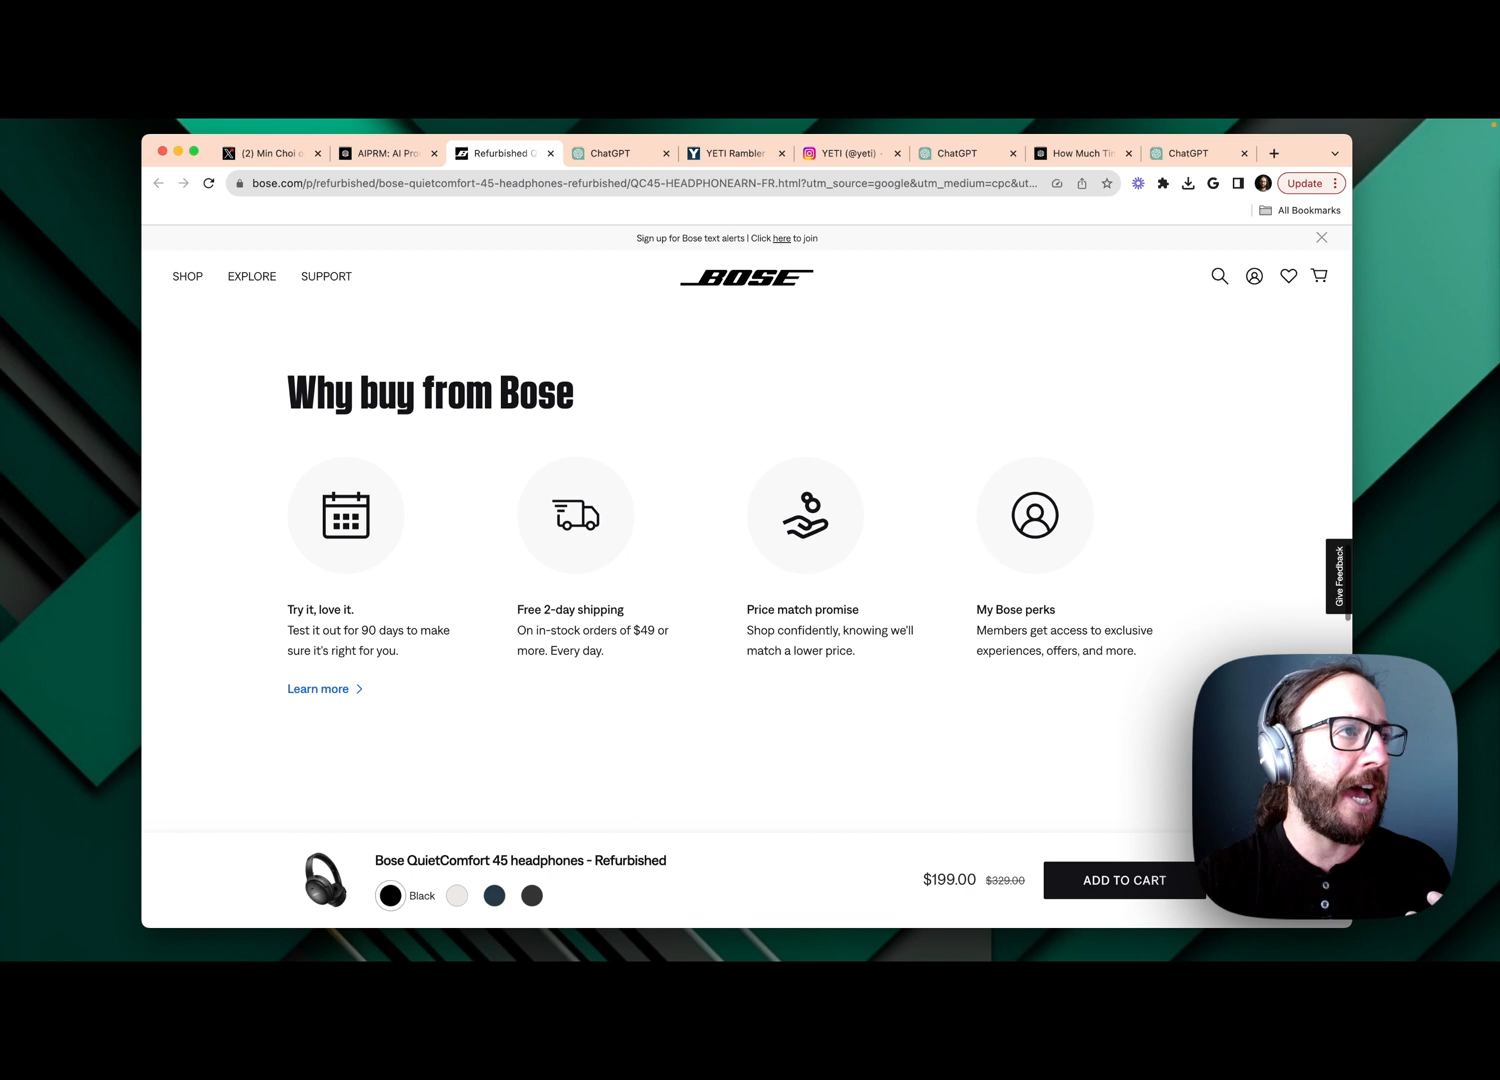 (2) Min Choi o
AIPRM: AI Pro
Refurbished Q
ChatGPT
YETI Rambler
YETI (@yeti) -
ChatGPT
How Much Tin
ChatGPT
bose.com/p/refurbished/bose-quietcomfort-45-headphones-refurbished/QC45-HEADPHONEARN-FR.html?utm_source=google&utm_medium=cpc&ut...
Update
All Bookmarks
Sign up for Bose text alerts | Click here to join
SHOP
EXPLORE
SUPPORT
BOSE
Why buy from Bose
Try it, love it.
Test it out for 90 days to make
sure it's right for you.
Learn more
Free 2-day shipping
On in-stock orders of $49 or
more. Every day.
Price match promise
Shop confidently, knowing we'll
match a lower price.
My Bose perks
Members get access to exclusive
experiences, offers, and more.
Give Feedback
Bose QuietComfort 45 headphones - Refurbished
Black
$199.00 $329.00
ADD TO CART